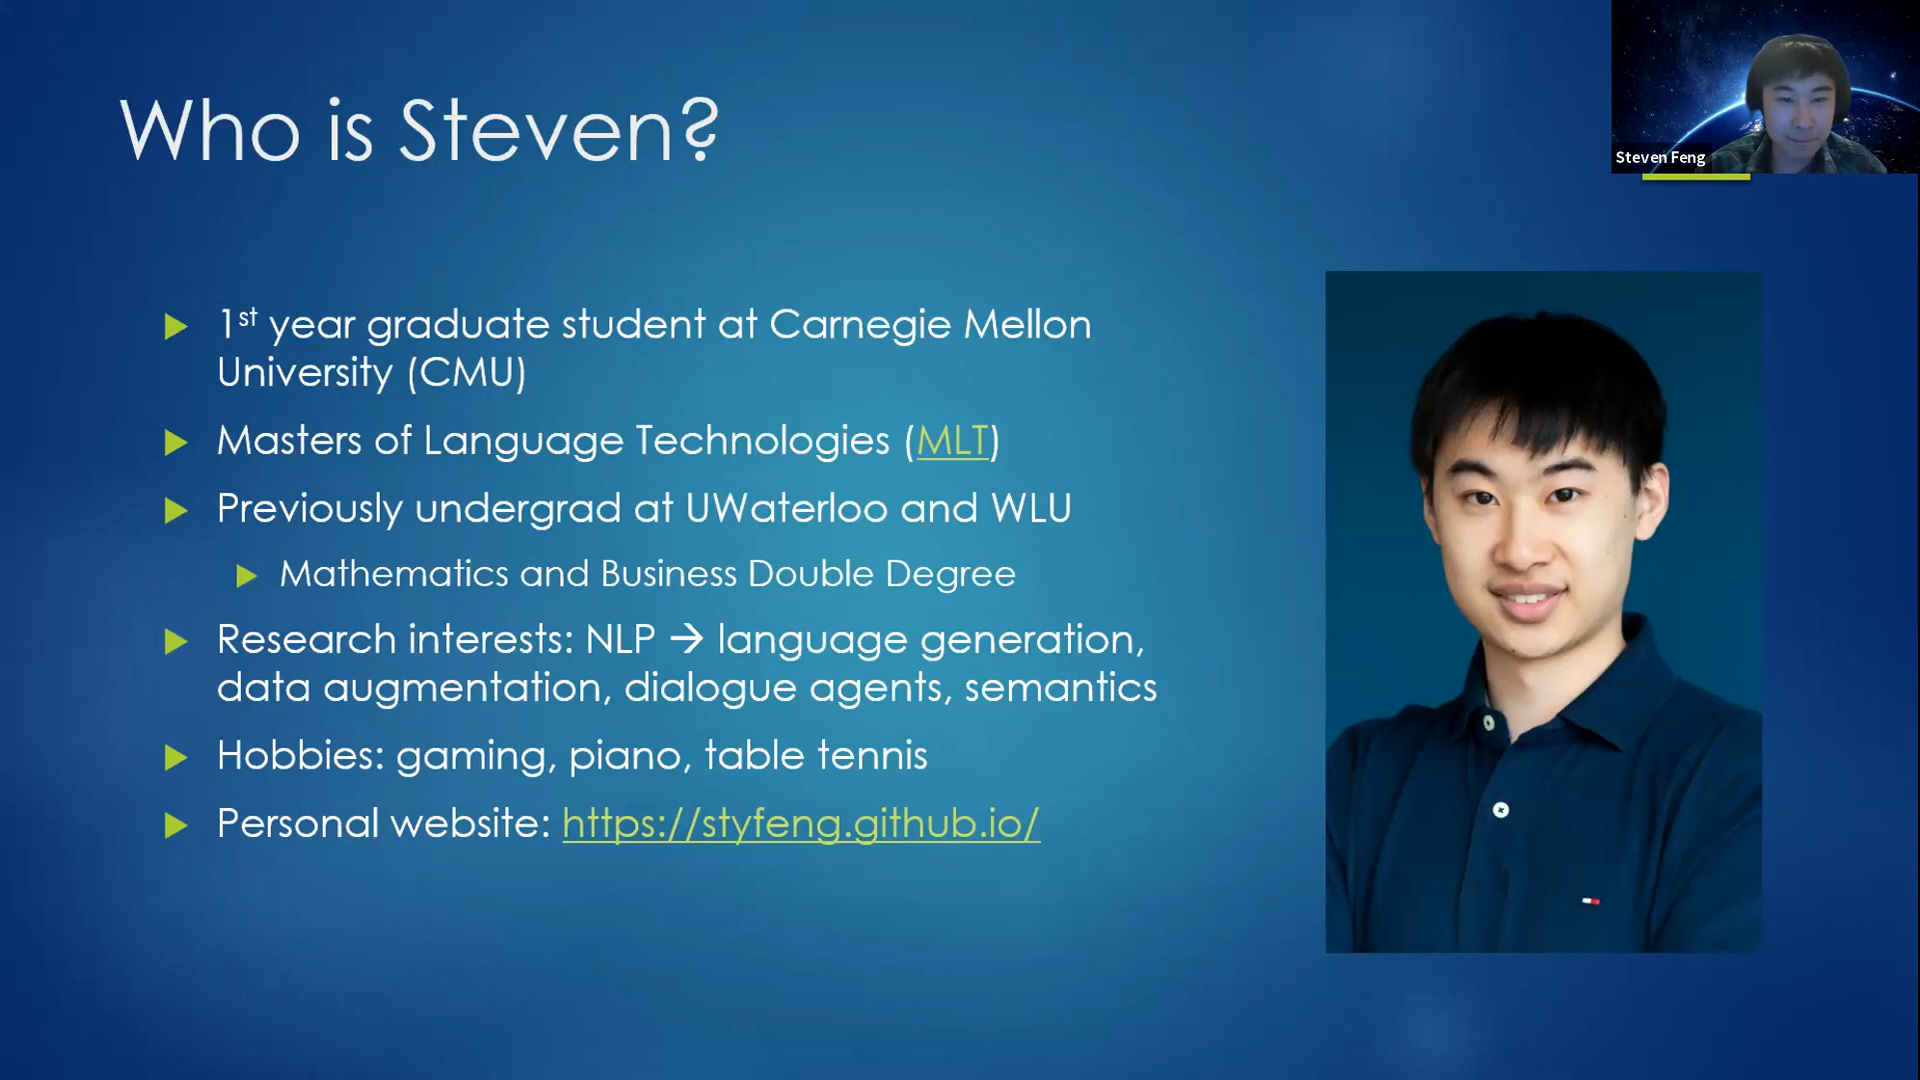 Who is Steven?
Steven Feng
1st year graduate student at Carnegie Mellon
University (CMU)
Masters of Language Technologies (MLT)
Previously undergrad at UWaterloo and WLU
Mathematics and Business Double Degree
Research interests: NLP → language generation,
data augmentation, dialogue agents, semantics
Hobbies: gaming, piano, table tennis
Personal website: https://styfeng.github.io/